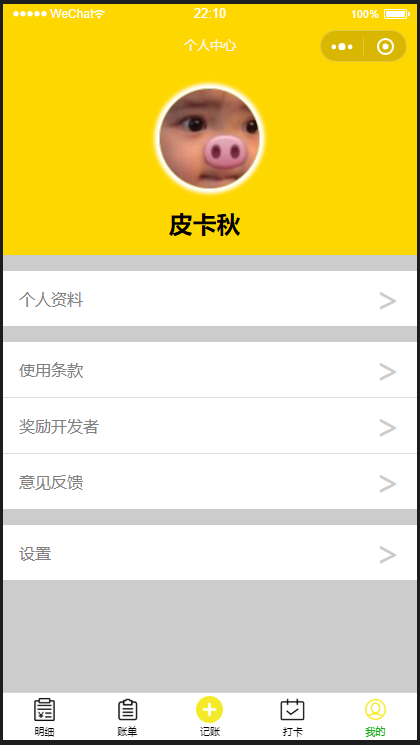 WeChat 22:10 100%
个人中心
皮卡秋
个人资料
使用条款
奖励开发者
意见反馈
设置
明细 账单 记账 打卡 我的